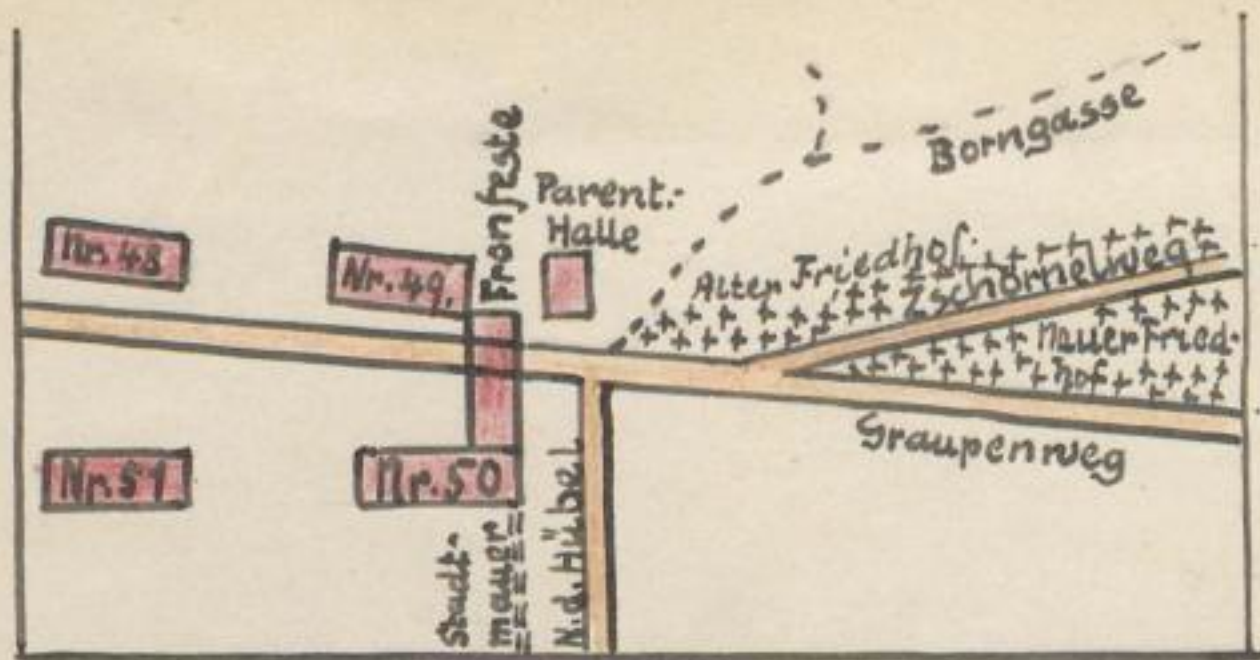 Borngasse
Fronfeste
Parent.-
Halle
Nr. 48
Nr. 49.
Alter Friedhof.
Zschörnelweg
Neuer Fried-
hof
Graupenweg
Nr. 51
Nr. 50
Stadt-
mauer
N.d. Hübel